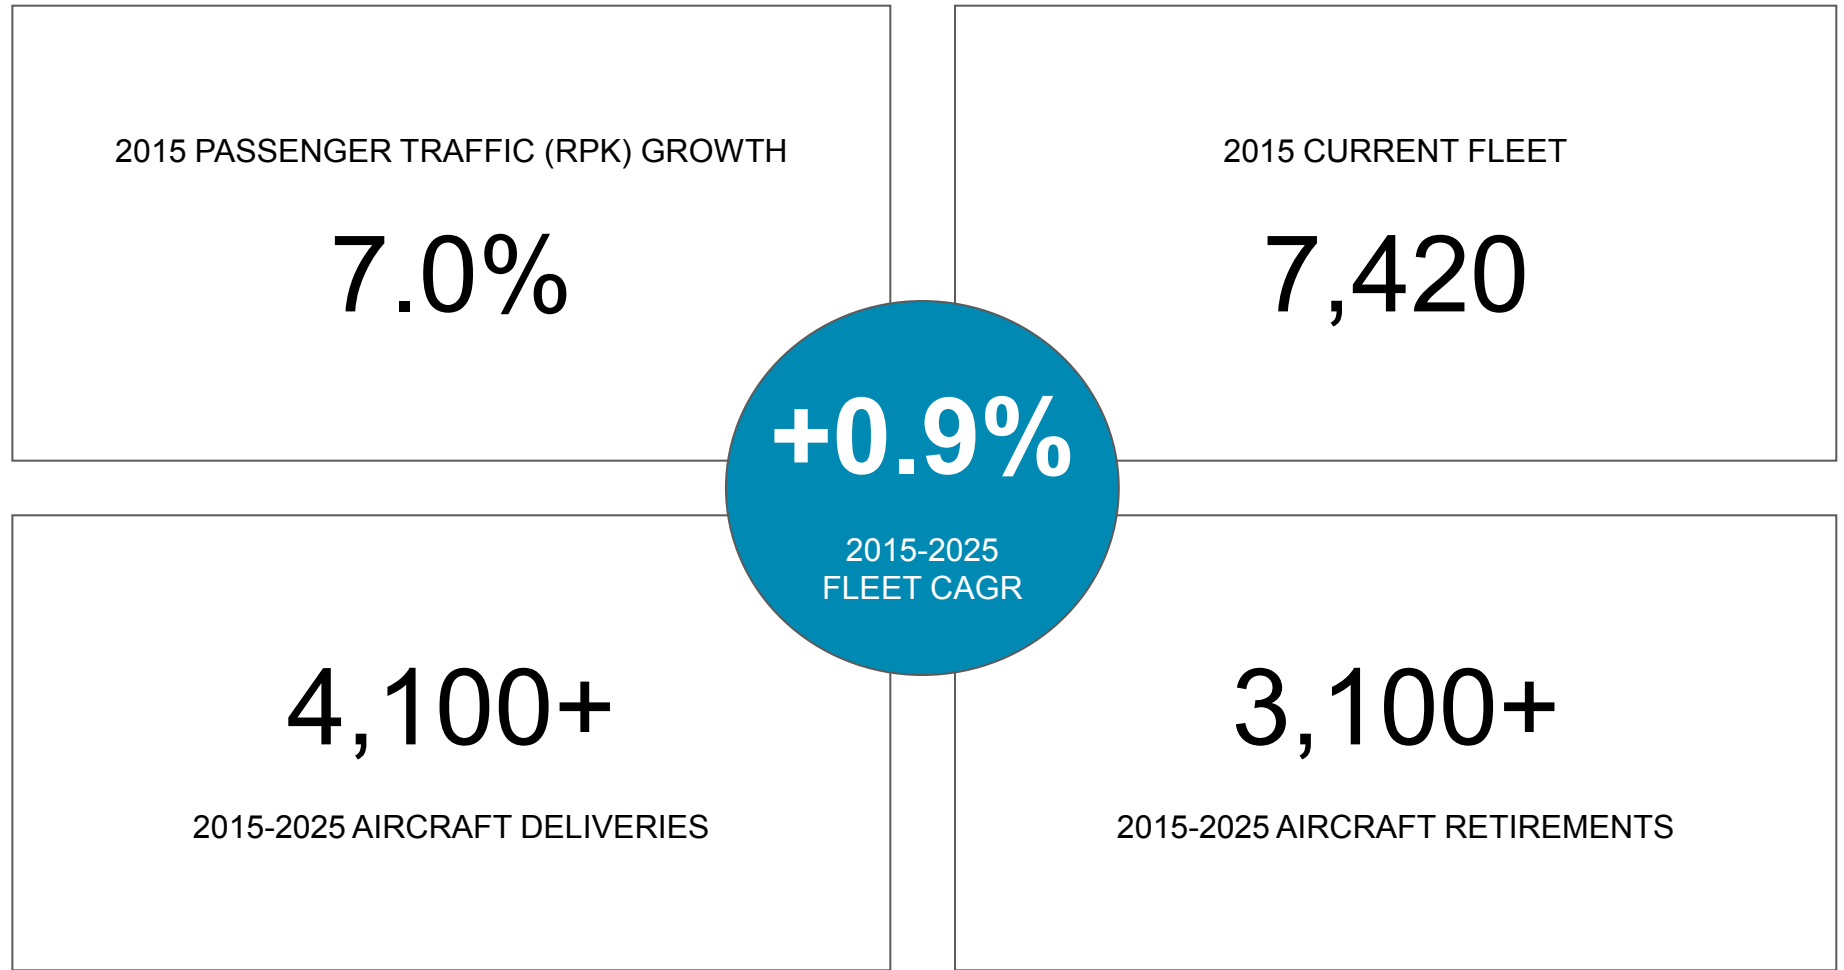 2015 PASSENGER TRAFFIC (RPK) GROWTH
7.0%
2015 CURRENT FLEET
7,420
+0.9%
2015-2025
FLEET CAGR
4,100+
2015-2025 AIRCRAFT DELIVERIES
3,100+
2015-2025 AIRCRAFT RETIREMENTS